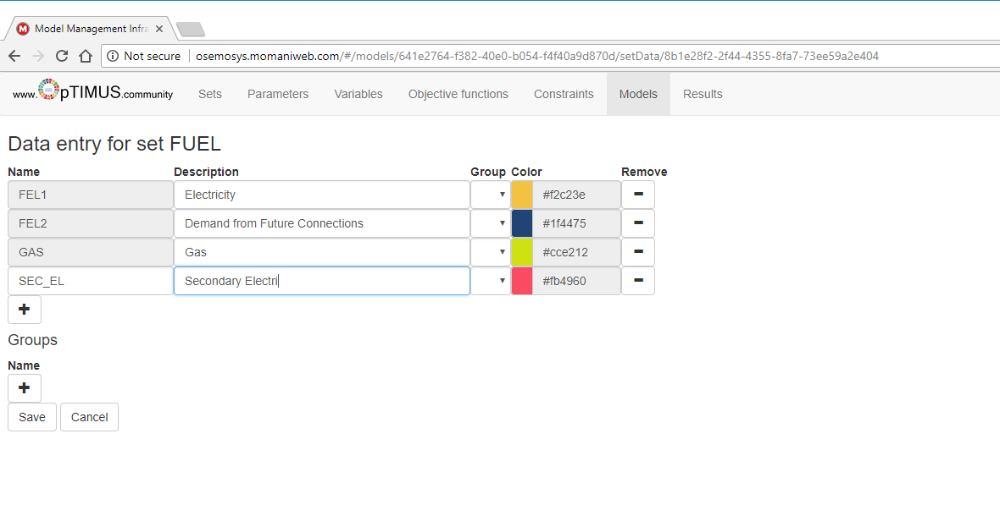 Model Management Infra
Not secure osemosys.momaniweb.com/#/models/641e2764-f382-40e0-b054-f4f40a9d870d/setData/8b1e28f2-2f44-4355-8fa7-73ee59a2e404
www.OpTIMUS.community Sets Parameters Variables Objective functions Constraints Models Results
Data entry for set FUEL
Name Description Group Color Remove
FEL1 Electricity #f2c23e
FEL2 Demand from Future Connections #1f4475
GAS Gas #cce212
SEC_EL Secondary Electri #fb4960
Groups
Name
Save Cancel